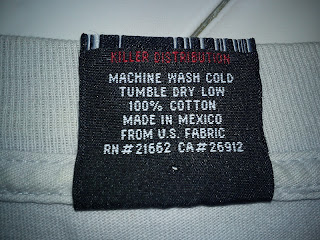 KILLER DISTRIBUTION
MACHINE WASH COLD
TUMBLE DRY LOW
100% COTTON
MADE IN MEXICO
FROM U.S. FABRIC
RN#21662 CA#26912